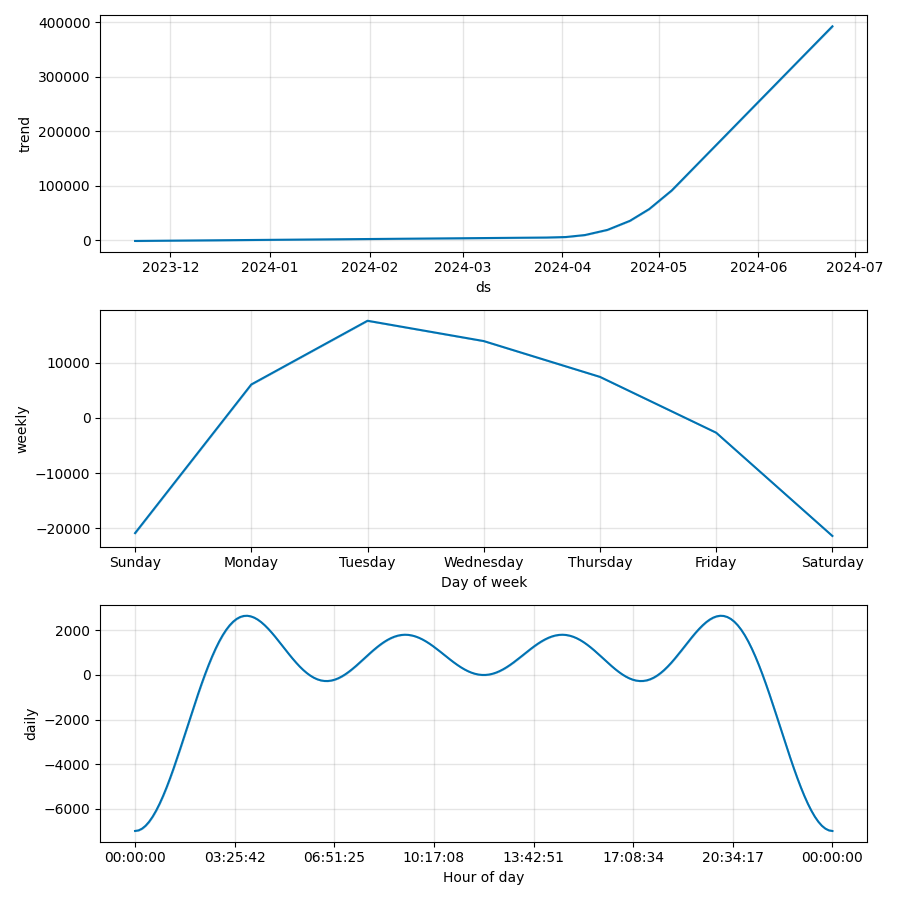 400000
300000
200000
100000
0
trend
2023-12 2024-01 2024-02 2024-03 2024-04 2024-05 2024-06 2024-07
ds
10000
0
−10000
−20000
weekly
Sunday Monday Tuesday Wednesday Thursday Friday Saturday
Day of week
2000
0
−2000
−4000
−6000
daily
00:00:00 03:25:42 06:51:25 10:17:08 13:42:51 17:08:34 20:34:17 00:00:00
Hour of day